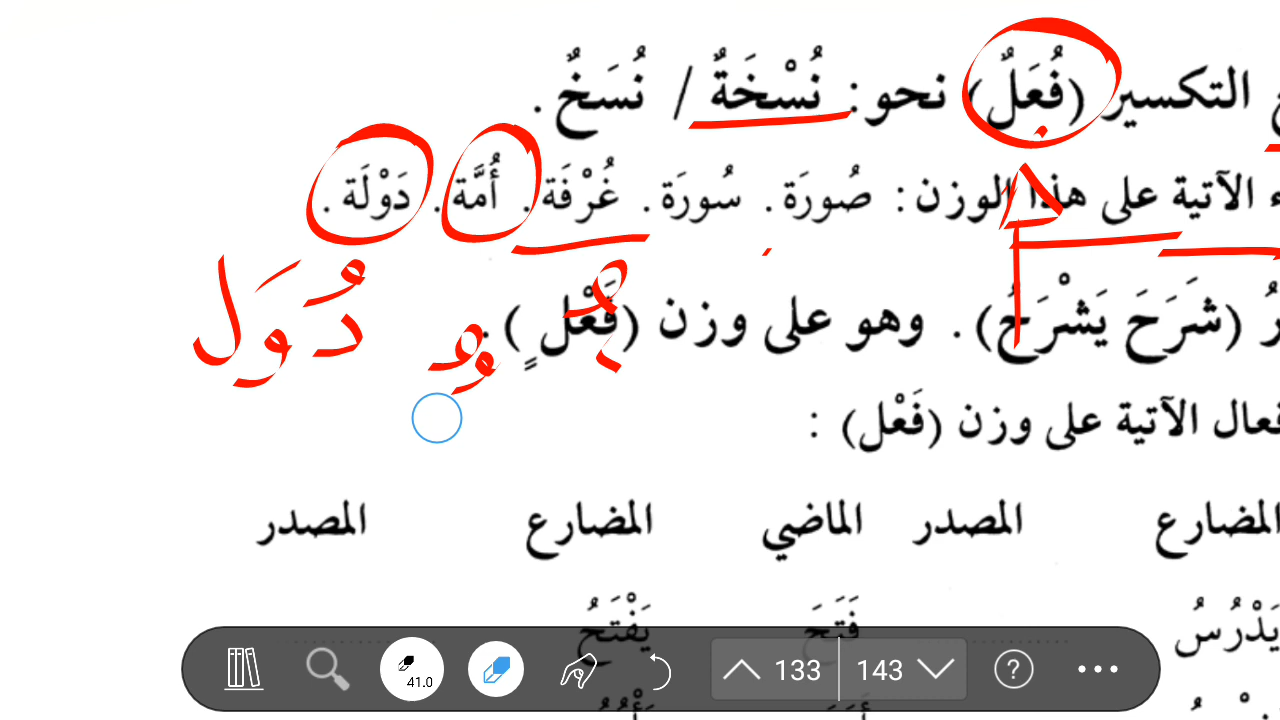 التكسير (فُعَلٌ) نحو: نُسْخَةٌ / نُسَخٌ .
الآتية على هذا الوزن: صُورَة . سُورَة . غُرْفَة . أُمَّة . دَوْلَة .
دُوَل
(شَرَحَ يَشْرَحُ) . وهو على وزن (فَعْلٍ) .
الآتية على وزن (فَعْل) :
المضارع المصدر الماضي المضارع المصدر
يَدْرُسُ فَتَحَ يَفْتَحُ
41.0 133 143 ?